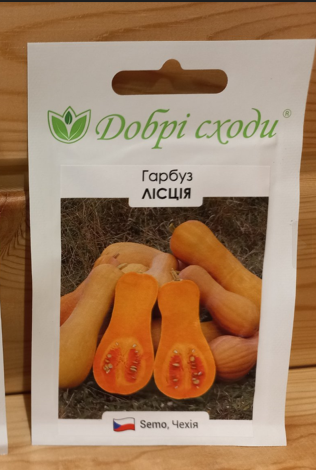 Добрі сходи®
Гарбуз
ЛІСЦІЯ
Semo, Чехія